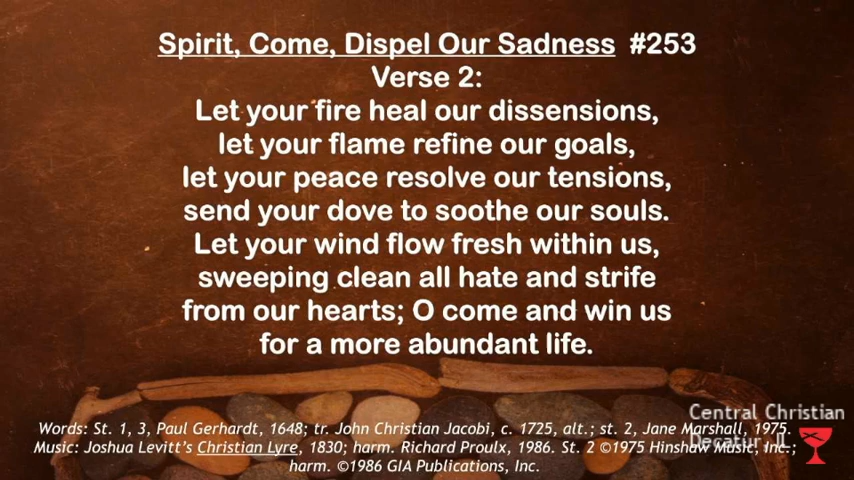 Spirit, Come, Dispel Our Sadness #253
Verse 2:
Let your fire heal our dissensions,
let your flame refine our goals,
let your peace resolve our tensions,
send your dove to soothe our souls.
Let your wind flow fresh within us,
sweeping clean all hate and strife
from our hearts; O come and win us
for a more abundant life.
Words: St. 1, 3, Paul Gerhardt, 1648; tr. John Christian Jacobi, c. 1725, alt.; st. 2, Jane Marshall, 1975.
Music: Joshua Levitt's Christian Lyre, 1830; harm. Richard Proulx, 1986. St. 2 ©1975 Hinshaw Music, Inc.;
harm. ©1986 GIA Publications, Inc.
Central Christian
Decatur, IL